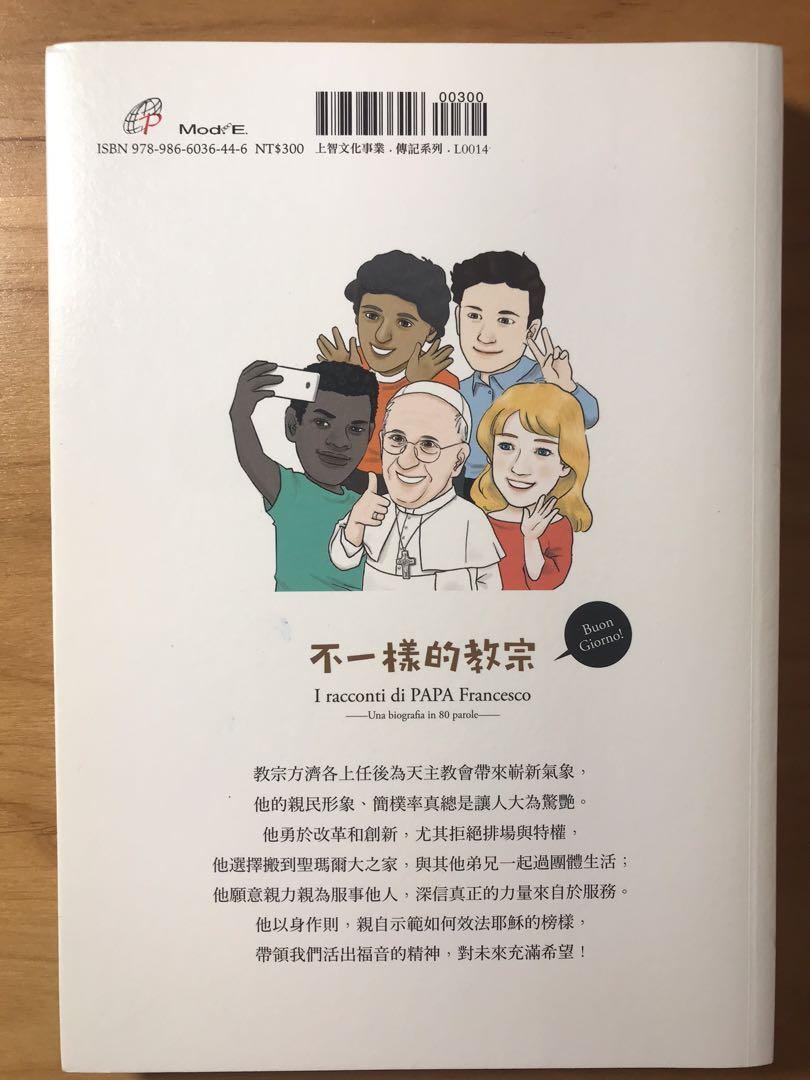 00300
P
Mod E.
ISBN 978-986-6036-44-6 NT$300 上智文化事業．傳記系列．L0014
Buon
Giorno!
不一樣的教宗
I racconti di PAPA Francesco
——Una biografia in 80 parole——
教宗方濟各上任後為天主教會帶來嶄新氣象，
他的親民形象、簡樸率真總是讓人大為驚艷。
他勇於改革和創新，尤其拒絕排場與特權，
他選擇搬到聖瑪爾大之家，與其他弟兄一起過團體生活；
他願意親力親為服事他人，深信真正的力量來自於服務。
他以身作則，親自示範如何效法耶穌的榜樣，
帶領我們活出福音的精神，對未來充滿希望！